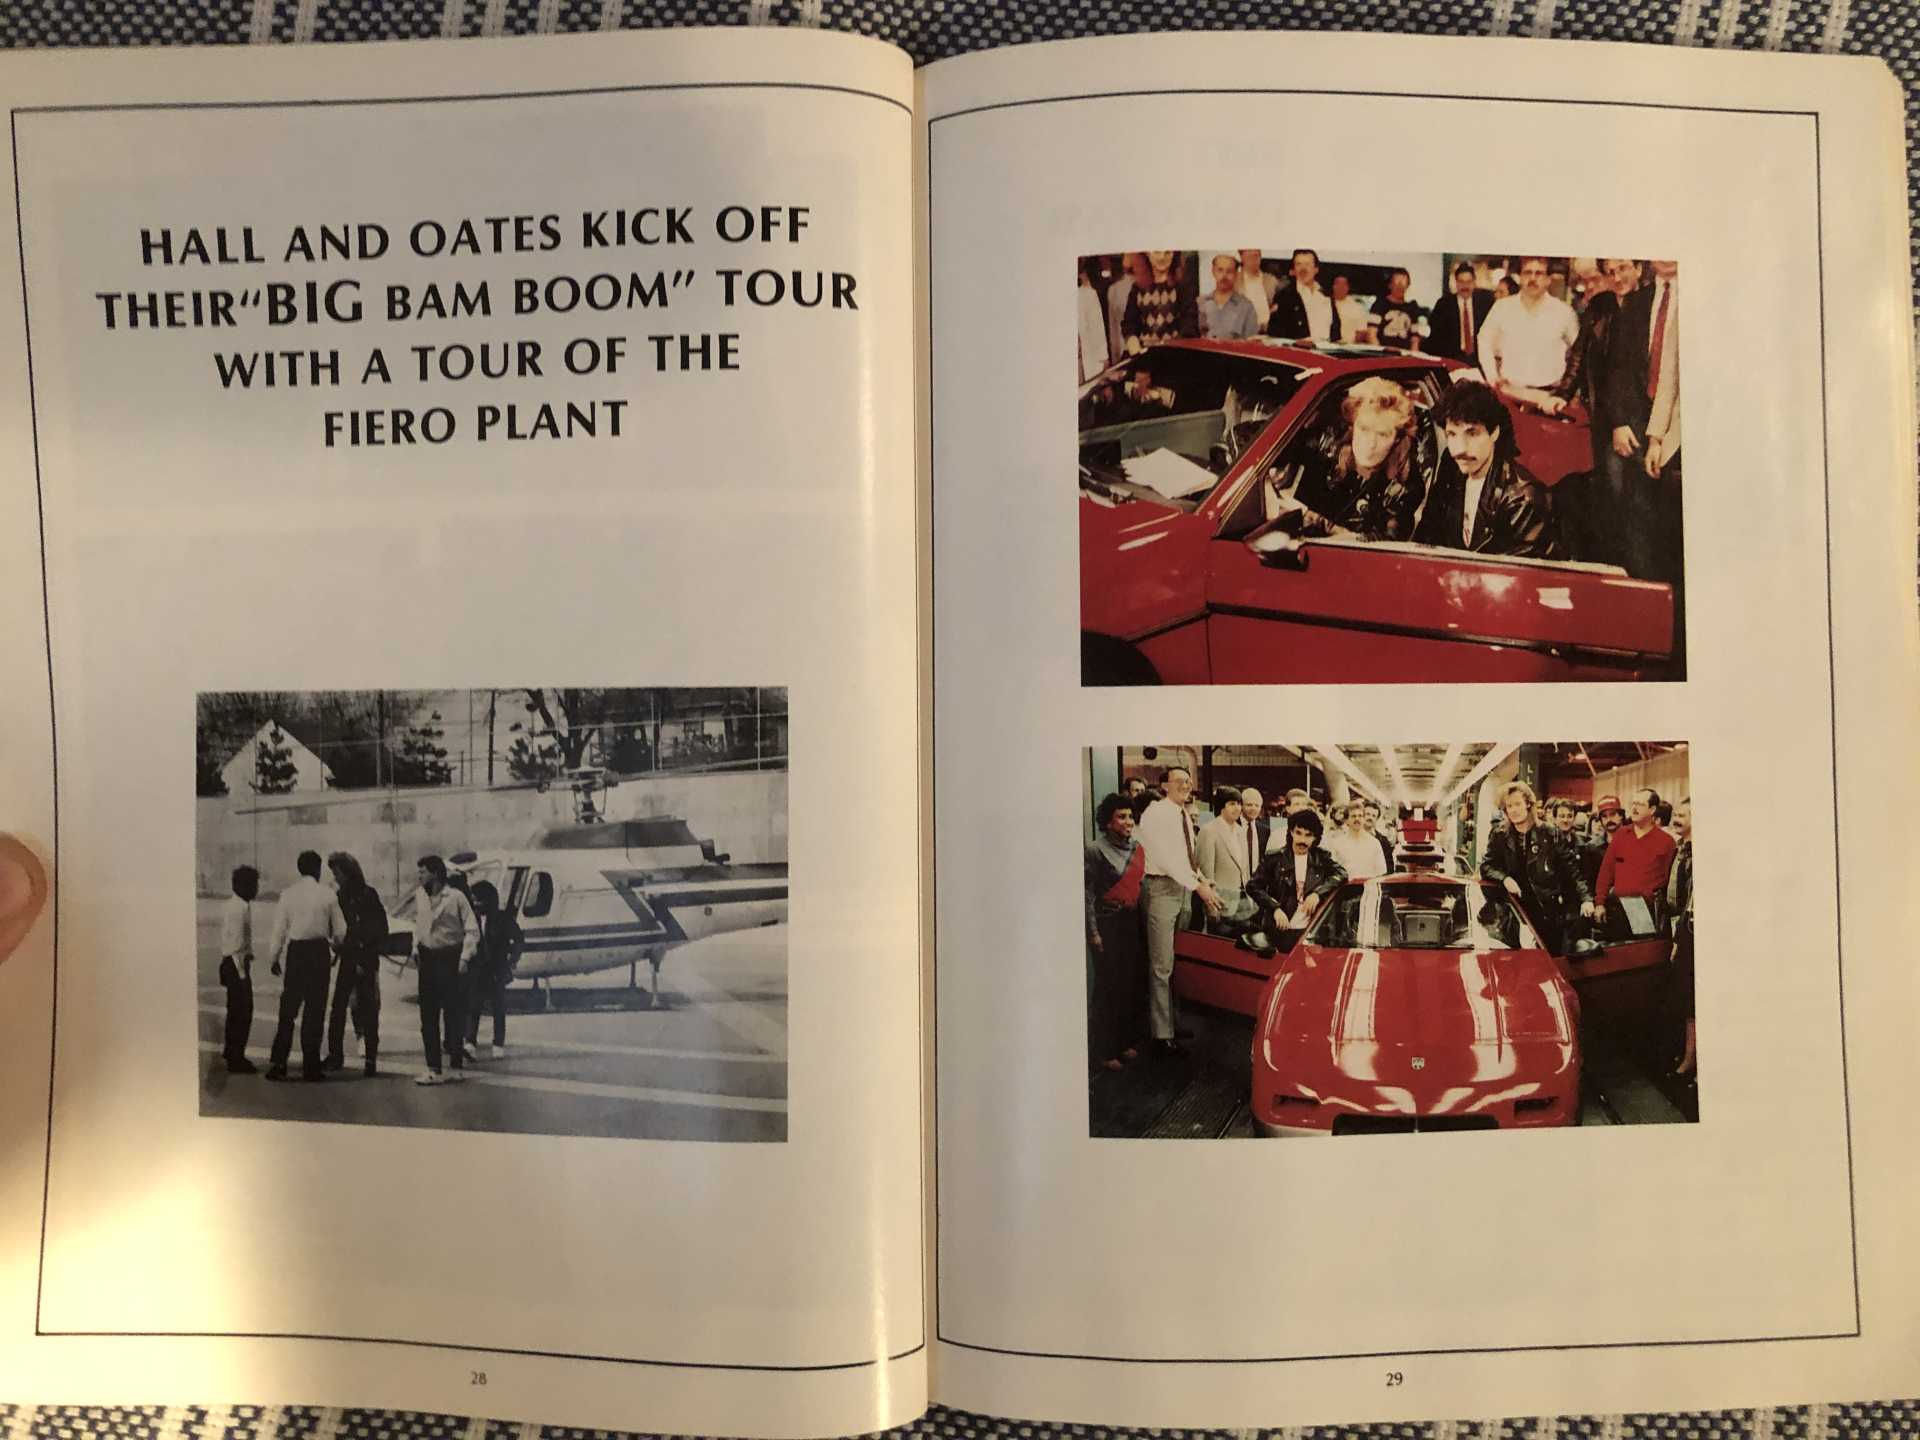 HALL AND OATES KICK OFF
THEIR“BIG BAM BOOM” TOUR
WITH A TOUR OF THE
FIERO PLANT
28
29